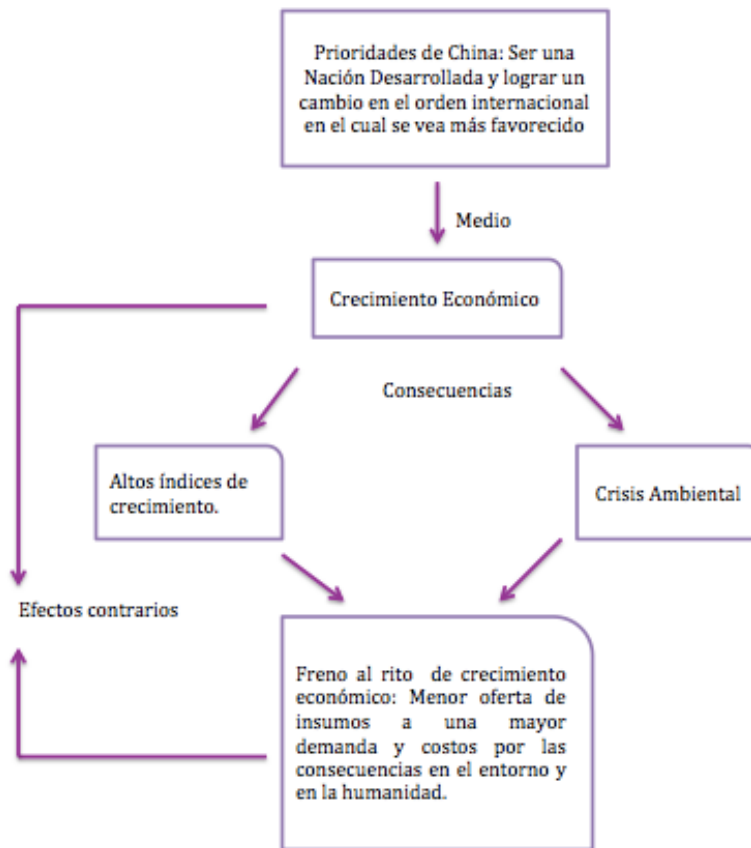 Prioridades de China: Ser una
Nación Desarrollada y lograr un
cambio en el orden internacional
en el cual se vea más favorecido
Medio
Crecimiento Económico
Consecuencias
Altos índices de
crecimiento.
Crisis Ambiental
Efectos contrarios
Freno al rito de crecimiento
económico: Menor oferta de
insumos a una mayor
demanda y costos por las
consecuencias en el entorno y
en la humanidad.